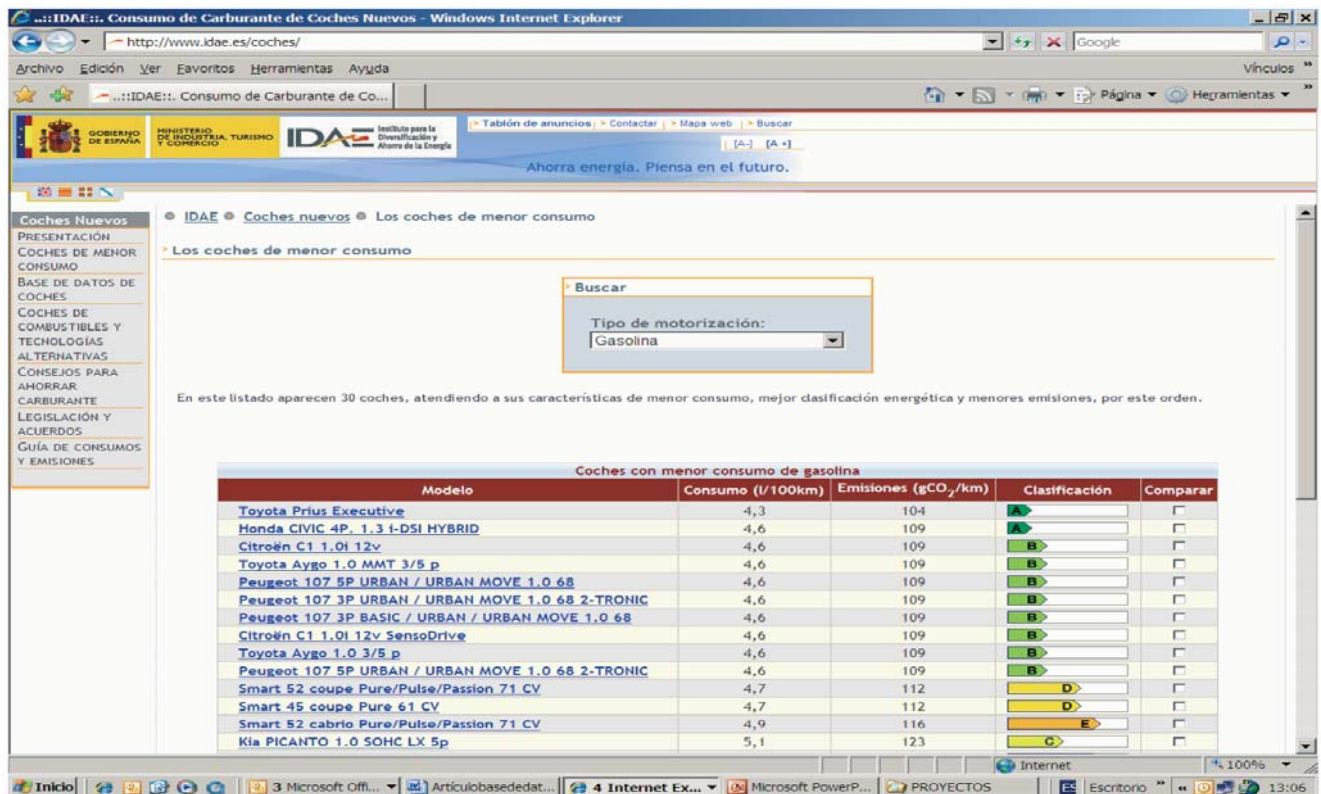 ..::IDAE::. Consumo de Carburante de Coches Nuevos - Windows Internet Explorer
http://www.idae.es/coches/
Google
Archivo Edición Ver Favoritos Herramientas Ayuda
Vínculos
..::IDAE::. Consumo de Carburante de Co...
Página Herramientas
GOBIERNO DE ESPAÑA
MINISTERIO DE INDUSTRIA, TURISMO Y COMERCIO
IDAE
Instituto para la Diversificación y Ahorro de la Energía
> Tablón de anuncios > Contactar > Mapa web > Buscar
[A-] [A+]
Ahorra energía. Piensa en el futuro.
Coches Nuevos
PRESENTACIÓN
COCHES DE MENOR
CONSUMO
BASE DE DATOS DE
COCHES
COCHES DE
COMBUSTIBLES Y
TECNOLOGÍAS
ALTERNATIVAS
CONSEJOS PARA
AHORRAR
CARBURANTE
LEGISLACIÓN Y
ACUERDOS
GUÍA DE CONSUMOS
Y EMISIONES
IDAE Coches nuevos Los coches de menor consumo
> Los coches de menor consumo
> Buscar
Tipo de motorización:
Gasolina
En este listado aparecen 30 coches, atendiendo a sus características de menor consumo, mejor clasificación energética y menores emisiones, por este orden.
Coches con menor consumo de gasolina
Modelo Consumo (l/100km) Emisiones (gCO2/km) Clasificación Comparar
Toyota Prius Executive 4,3 104 A
Honda CIVIC 4P. 1.3 i-DSI HYBRID 4,6 109 A
Citroën C1 1.0i 12v 4,6 109 B
Toyota Aygo 1.0 MMT 3/5 p 4,6 109 B
Peugeot 107 5P URBAN / URBAN MOVE 1.0 68 4,6 109 B
Peugeot 107 3P URBAN / URBAN MOVE 1.0 68 2-TRONIC 4,6 109 B
Peugeot 107 3P BASIC / URBAN / URBAN MOVE 1.0 68 4,6 109 B
Citroën C1 1.0i 12v SensoDrive 4,6 109 B
Toyota Aygo 1.0 3/5 p 4,6 109 B
Peugeot 107 5P URBAN / URBAN MOVE 1.0 68 2-TRONIC 4,6 109 B
Smart 52 coupe Pure/Pulse/Passion 71 CV 4,7 112 D
Smart 45 coupe Pure 61 CV 4,7 112 D
Smart 52 cabrio Pure/Pulse/Passion 71 CV 4,9 116 E
Kia PICANTO 1.0 SOHC LX 5p 5,1 123 C
Internet 100%
Inicio 3 Microsoft Offi... Artículobasededat... 4 Internet Ex... Microsoft PowerP... PROYECTOS ES Escritorio 13:06